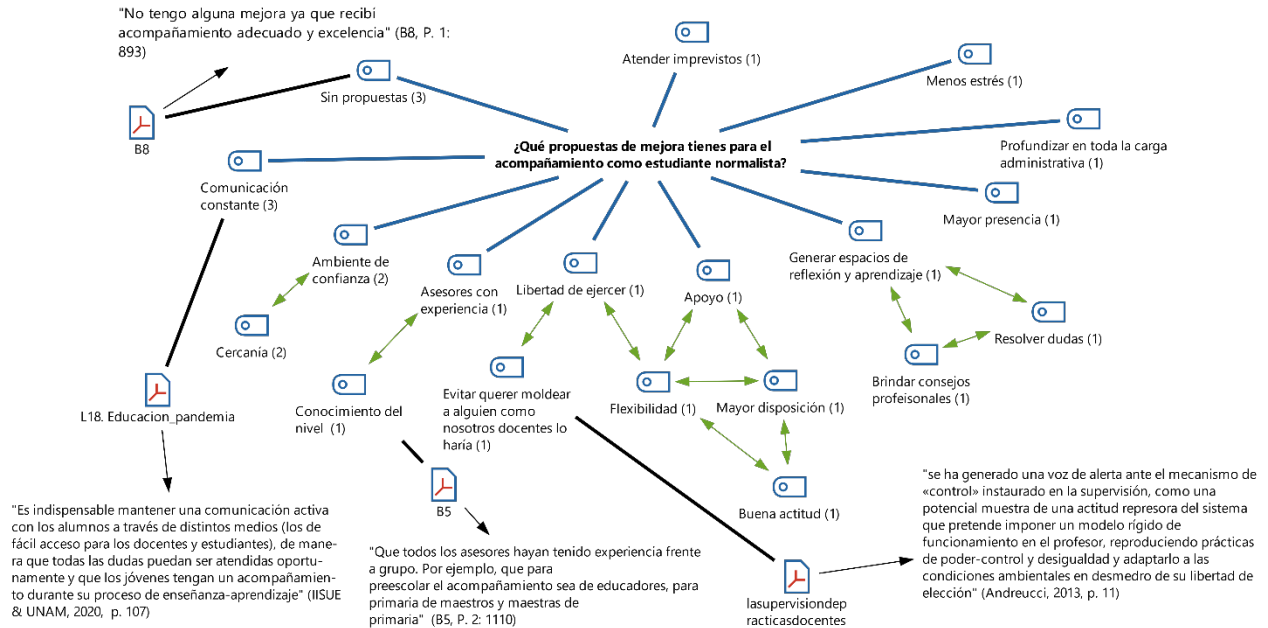 "No tengo alguna mejora ya que recibí
acompañamiento adecuado y excelencia" (B8, P. 1:
893)
Atender imprevistos (1)
Menos estrés (1)
Sin propuestas (3)
B8
¿Qué propuestas de mejora tienes para el
acompañamiento como estudiante normalista?
Profundizar en toda la carga
administrativa (1)
Comunicación
constante (3)
Mayor presencia (1)
Ambiente de
confianza (2)
Asesores con
experiencia (1)
Libertad de ejercer (1)
Apoyo (1)
Generar espacios de
reflexión y aprendizaje (1)
Cercanía (2)
Resolver dudas (1)
Brindar consejos
profeisonales (1)
L18. Educacion_pandemia
Conocimiento del
nivel (1)
Evitar querer moldear
a alguien como
nosotros docentes lo
haría (1)
Flexibilidad (1)
Mayor disposición (1)
B5
Buena actitud (1)
"Es indispensable mantener una comunicación activa
con los alumnos a través de distintos medios (los de
fácil acceso para los docentes y estudiantes), de mane-
ra que todas las dudas puedan ser atendidas oportu-
namente y que los jóvenes tengan un acompañamien-
to durante su proceso de enseñanza-aprendizaje" (IISUE
& UNAM, 2020, p. 107)
"Que todos los asesores hayan tenido experiencia frente
a grupo. Por ejemplo, que para
preescolar el acompañamiento sea de educadores, para
primaria de maestros y maestras de
primaria" (B5, P. 2: 1110)
lasupervisiondep
racticasdocentes
"se ha generado una voz de alerta ante el mecanismo de
«control» instaurado en la supervisión, como una
potencial muestra de una actitud represora del sistema
que pretende imponer un modelo rígido de
funcionamiento en el profesor, reproduciendo prácticas
de poder-control y desigualdad y adaptarlo a las
condiciones ambientales en desmedro de su libertad de
elección" (Andreucci, 2013, p. 11)